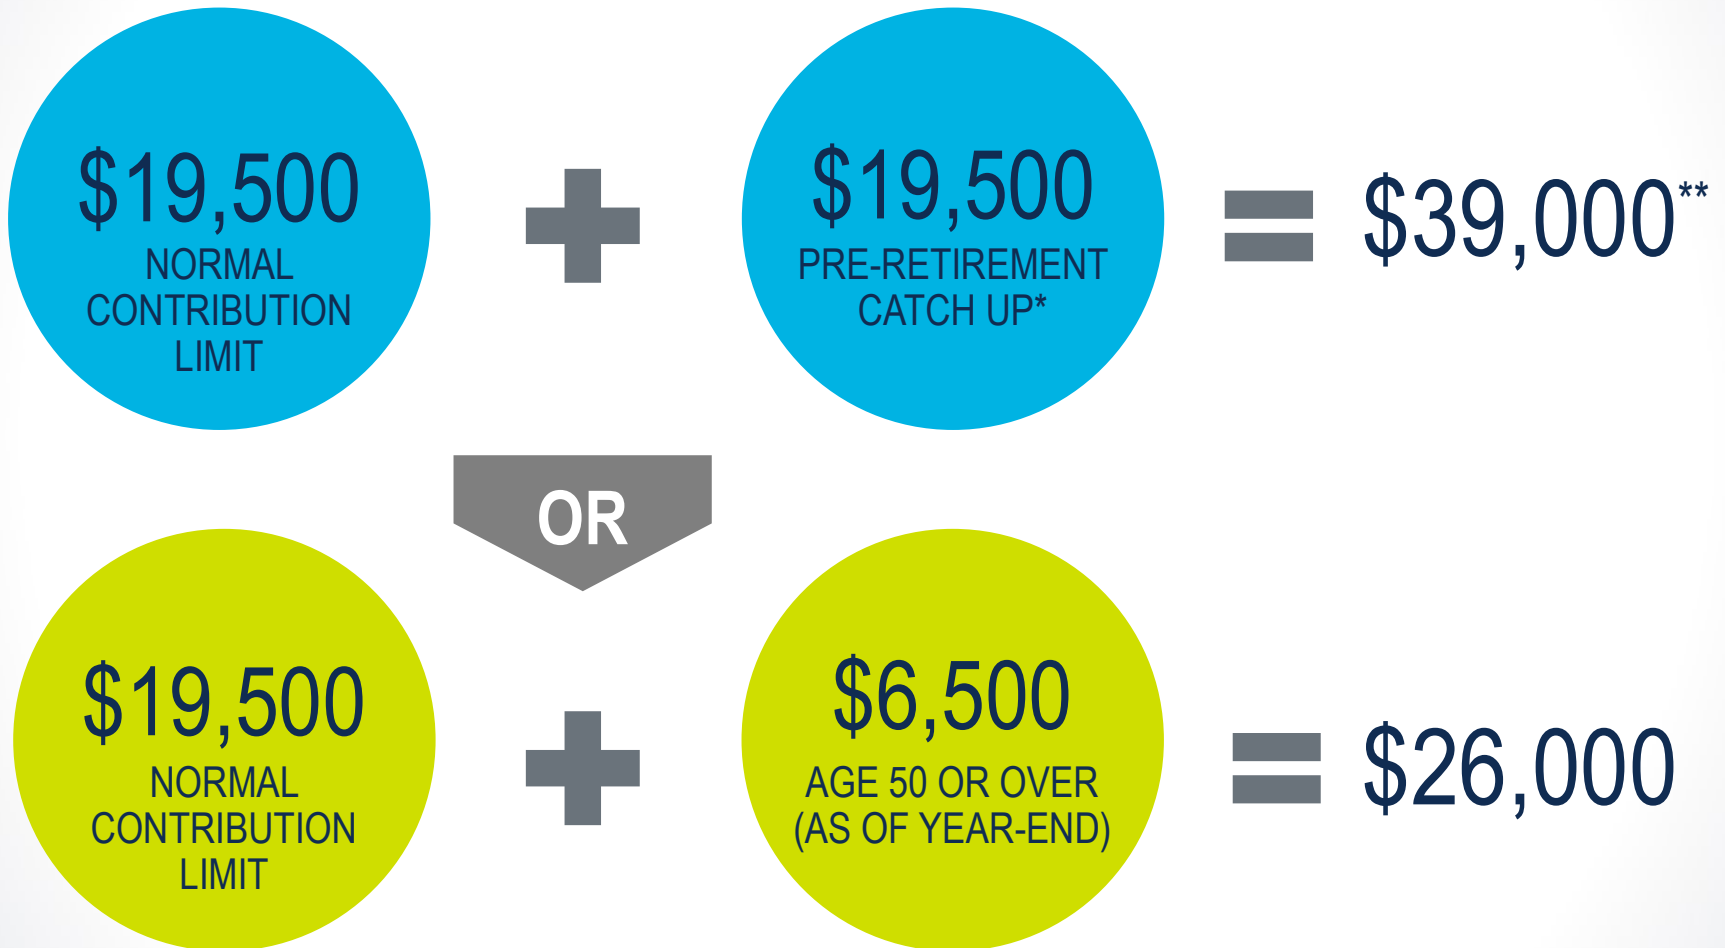 $19,500
NORMAL
CONTRIBUTION
LIMIT
$19,500
PRE-RETIREMENT
CATCH UP*
$39,000**
OR
$19,500
NORMAL
CONTRIBUTION
LIMIT
$6,500
AGE 50 OR OVER
(AS OF YEAR-END)
$26,000